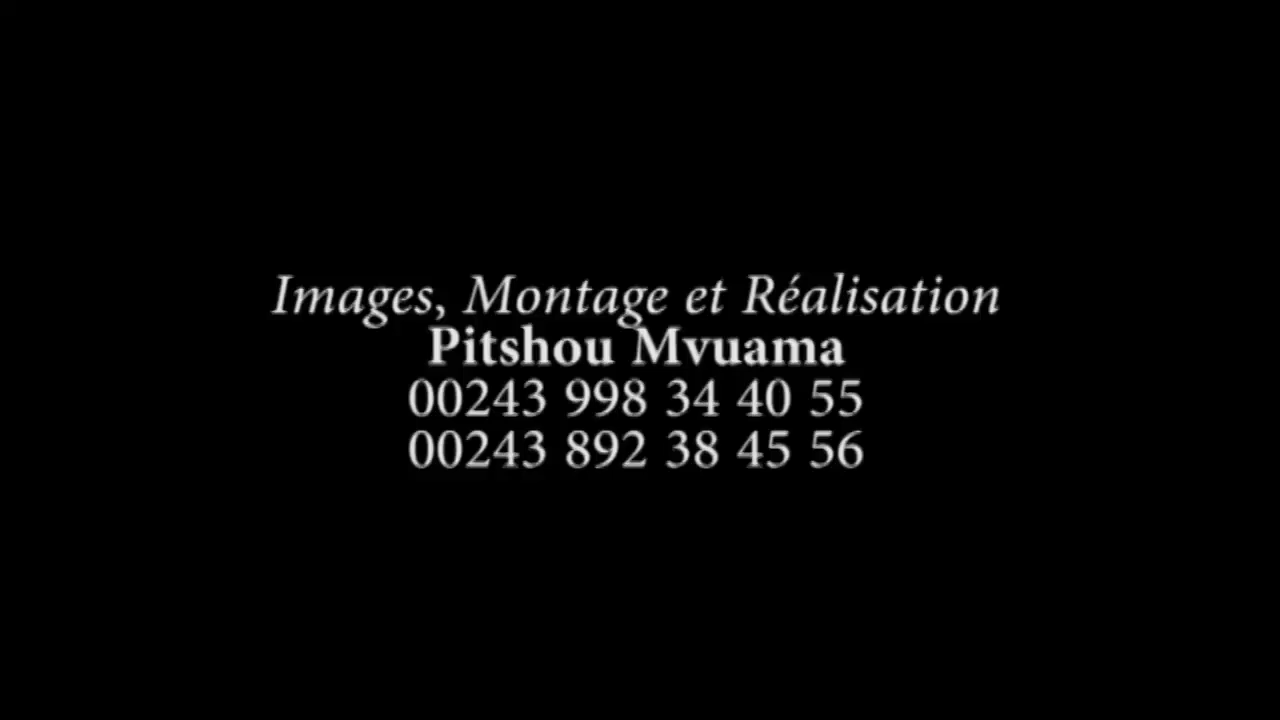 Images, Montage et Réalisation
Pitshou Mvuama
00243 998 34 40 55
00243 892 38 45 56